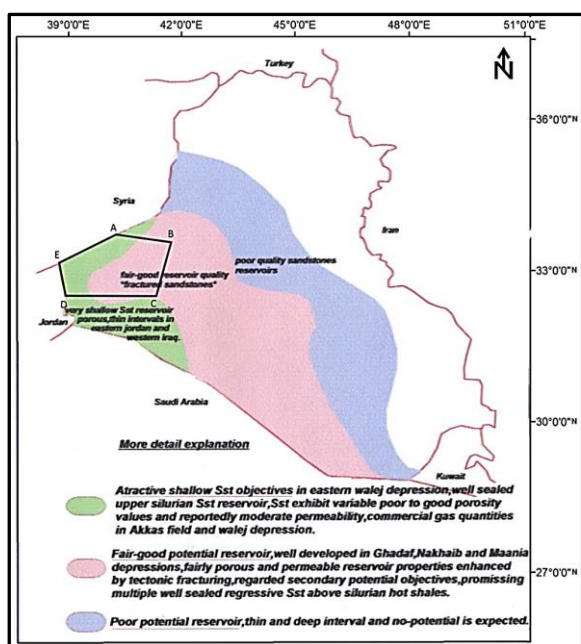 39°0'0"E 42°0'0"E 45°0'0"E 48°0'0"E 51°0'0"E
N
Turkey
36°0'0"N
Syria
A
B
Iran
E
33°0'0"N
poor quality sandstones
reservoirs
fair-good reservoir quality
"fractured sandstones"
D
C
very shallow Sst reservoir
porous,thin intervals in
eastern jordan and
western iraq.
Jordan
Saudi Arabia
30°0'0"N
More detail explanation
Kuwait
Atractive shallow Sst objectives in eastern walej depression,well sealed
upper silurian Sst reservoir,Sst exhibit variable poor to good porosity
values and reportedly moderate permeability,commercial gas quantities
in Akkas field and walej depression.
Fair-good potential reservoir,well developed in Ghadaf,Nakhaib and Maania
depressions,fairly porous and permeable reservoir properties enhanced
by tectonic fracturing,regarded secondary potential objectives,promissing
multiple well sealed regressive Sst above silurian hot shales.
27°0'0"N
Poor potential reservoir,thin and deep interval and no-potential is expected.